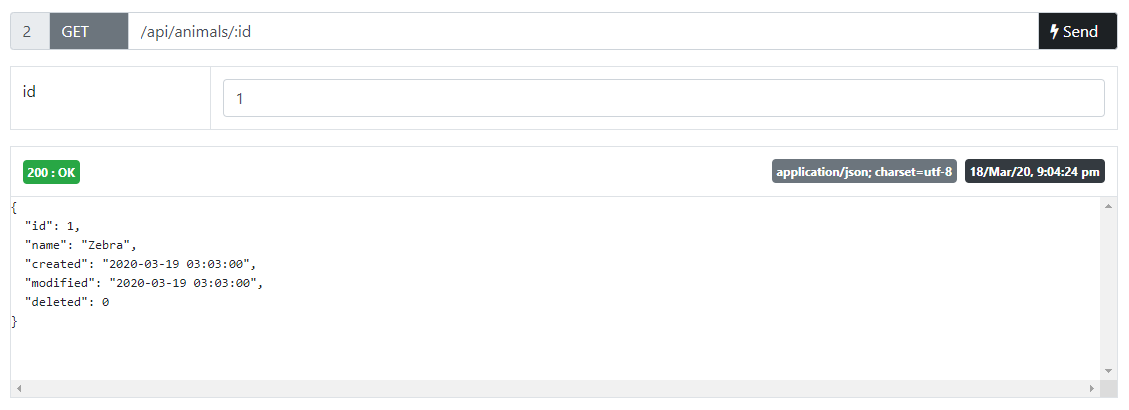 2 GET /api/animals/:id Send
id 1
200 : OK application/json; charset=utf-8 18/Mar/20, 9:04:24 pm
{
  "id": 1,
  "name": "Zebra",
  "created": "2020-03-19 03:03:00",
  "modified": "2020-03-19 03:03:00",
  "deleted": 0
}